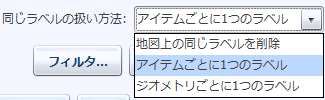 同じラベルの扱い方法: アイテムごとに1つのラベル
地図上の同じラベルを削除
フィルタ... アイテムごとに1つのラベル
ジオメトリごとに1つのラベル